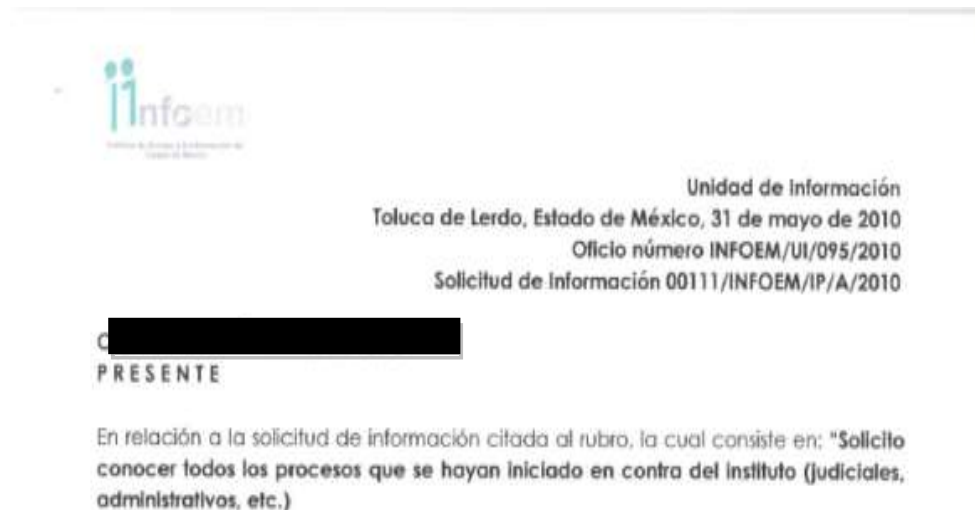 infoem
Unidad de Información
Toluca de Lerdo, Estado de México, 31 de mayo de 2010
Oficio número INFOEM/UI/095/2010
Solicitud de Información 00111/INFOEM/IP/A/2010
C
PRESENTE
En relación a la solicitud de información citada al rubro, la cual consiste en: "Solicito
conocer todos los procesos que se hayan iniciado en contra del instituto (judiciales,
administrativos, etc.)